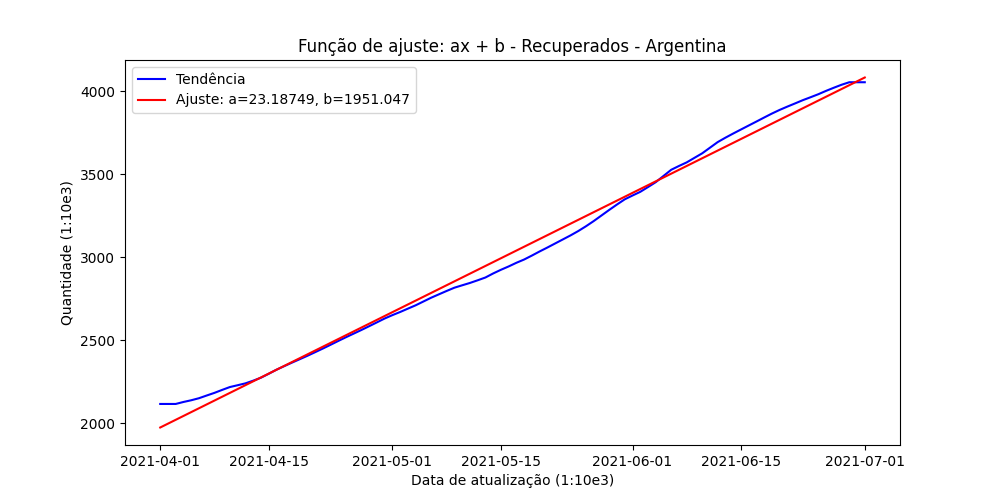 Função de ajuste: ax + b - Recuperados - Argentina
Tendência
Ajuste: a=23.18749, b=1951.047
Quantidade (1:10e3)
4000
3500
3000
2500
2000
2021-04-01 2021-04-15 2021-05-01 2021-05-15 2021-06-01 2021-06-15 2021-07-01
Data de atualização (1:10e3)